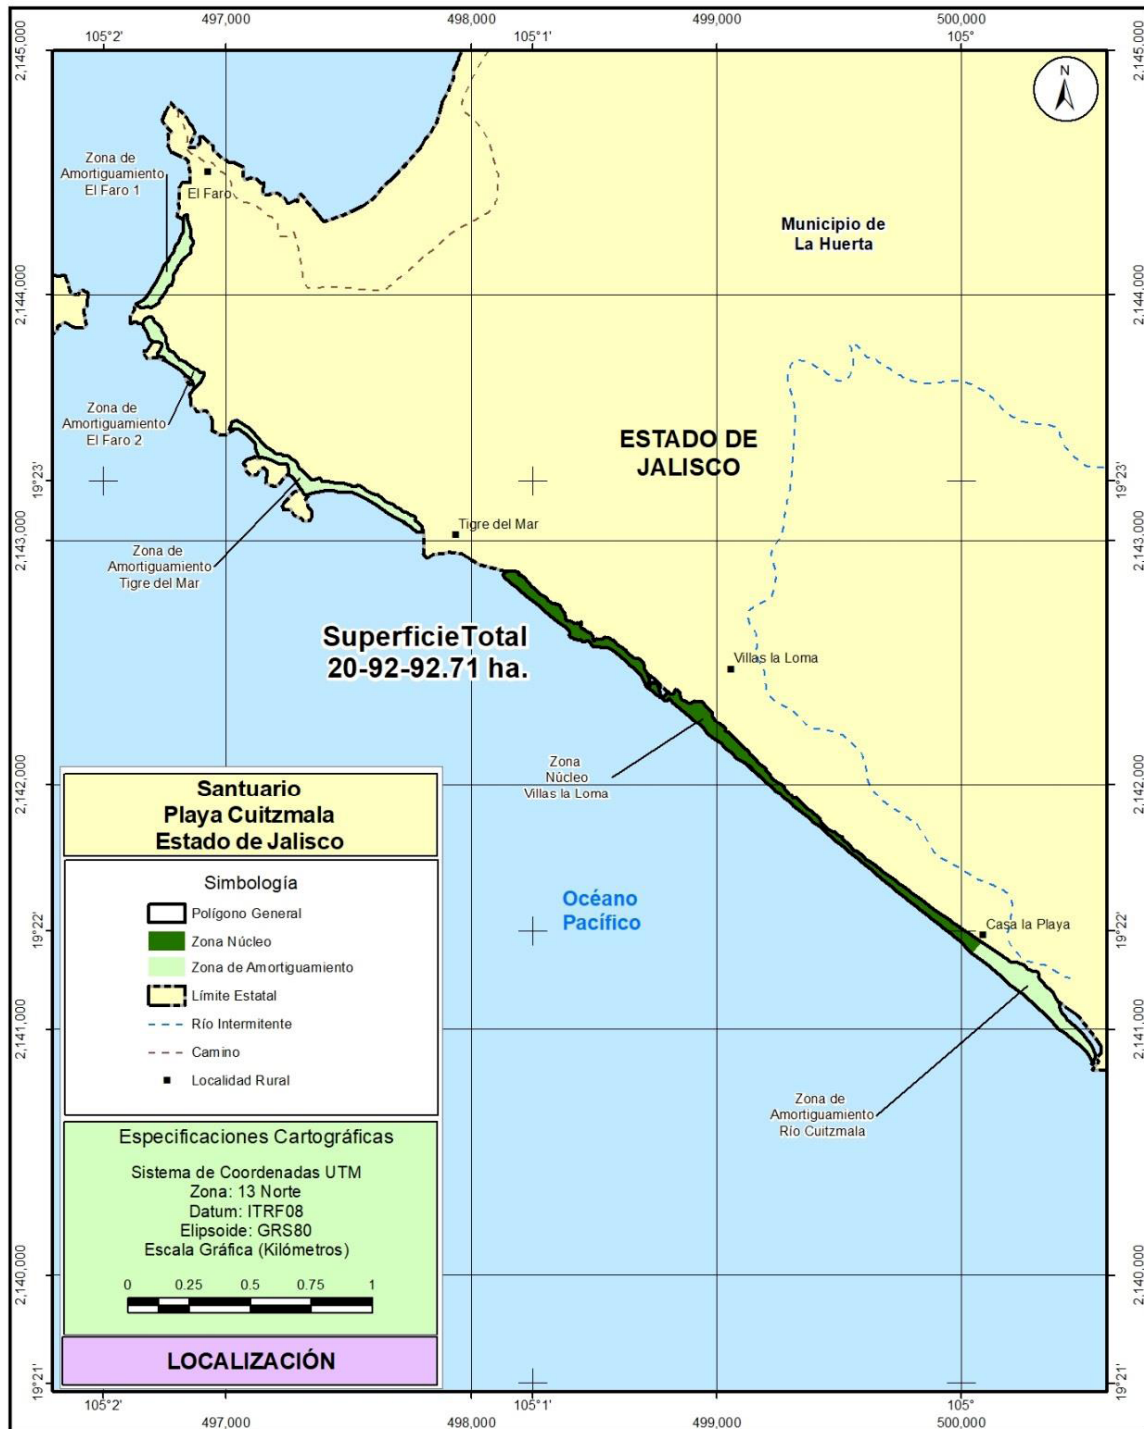 497,000
498,000
499,000
500,000
105°2'
105°1'
105°
2,145,000
2,145,000
N
Zona de
Amortiguamiento
El Faro 1
El Faro
Municipio de
La Huerta
2,144,000
2,144,000
Zona de
Amortiguamiento
El Faro 2
ESTADO DE
JALISCO
19°23'
19°23'
Tigre del Mar
2,143,000
2,143,000
Zona de
Amortiguamiento
Tigre del Mar
SuperficieTotal
20-92-92.71 ha.
Villas la Loma
Zona
Núcleo
Villas la Loma
2,142,000
2,142,000
Santuario
Playa Cuitzmala
Estado de Jalisco
Simbología
Polígono General
Zona Núcleo
Zona de Amortiguamiento
Límite Estatal
Río Intermitente
Camino
Localidad Rural
Océano
Pacífico
Casa la Playa
19°22'
19°22'
2,141,000
2,141,000
Zona de
Amortiguamiento
Río Cuitzmala
Especificaciones Cartográficas
Sistema de Coordenadas UTM
Zona: 13 Norte
Datum: ITRF08
Elipsoide: GRS80
Escala Gráfica (Kilómetros)
0 0.25 0.5 0.75 1
2,140,000
2,140,000
LOCALIZACIÓN
19°21'
19°21'
105°2'
105°1'
105°
497,000
498,000
499,000
500,000